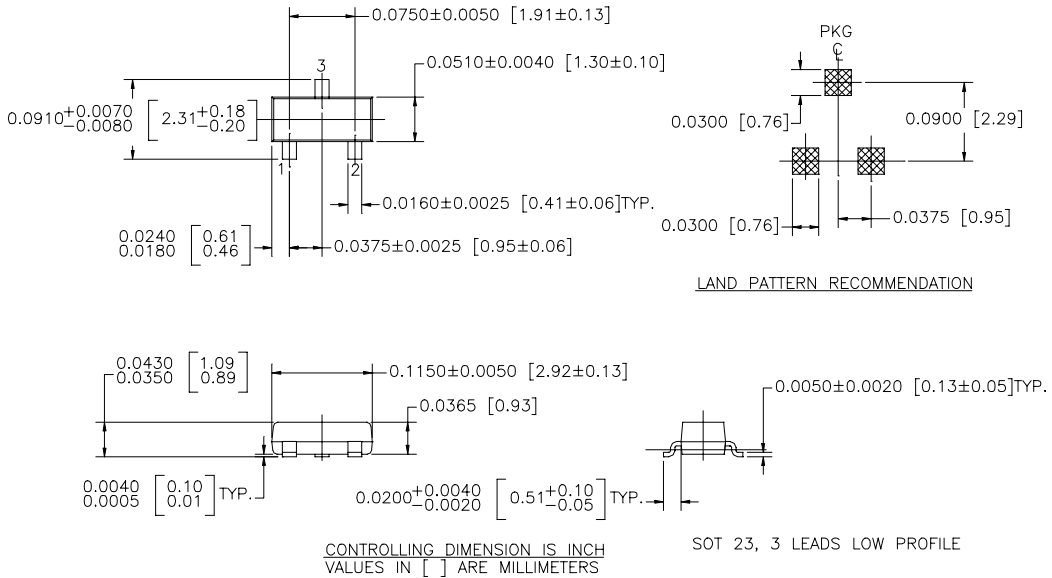 0.0750±0.0050 [1.91±0.13]
PKG
℄
3
0.0510±0.0040 [1.30±0.10]
0.0910 +0.0070 -0.0080 [2.31 +0.18 -0.20]
0.0300 [0.76]
0.0900 [2.29]
1
2
0.0160±0.0025 [0.41±0.06]TYP.
0.0300 [0.76]
0.0375 [0.95]
0.0240 [0.61]
0.0180 [0.46]
0.0375±0.0025 [0.95±0.06]
LAND PATTERN RECOMMENDATION
0.0430 [1.09]
0.0350 [0.89]
0.1150±0.0050 [2.92±0.13]
0.0365 [0.93]
0.0050±0.0020 [0.13±0.05]TYP.
0.0040 [0.10]
0.0005 [0.01] TYP.
0.0200 +0.0040 -0.0020 [0.51 +0.10 -0.05] TYP.
CONTROLLING DIMENSION IS INCH
VALUES IN [ ] ARE MILLIMETERS
SOT 23, 3 LEADS LOW PROFILE